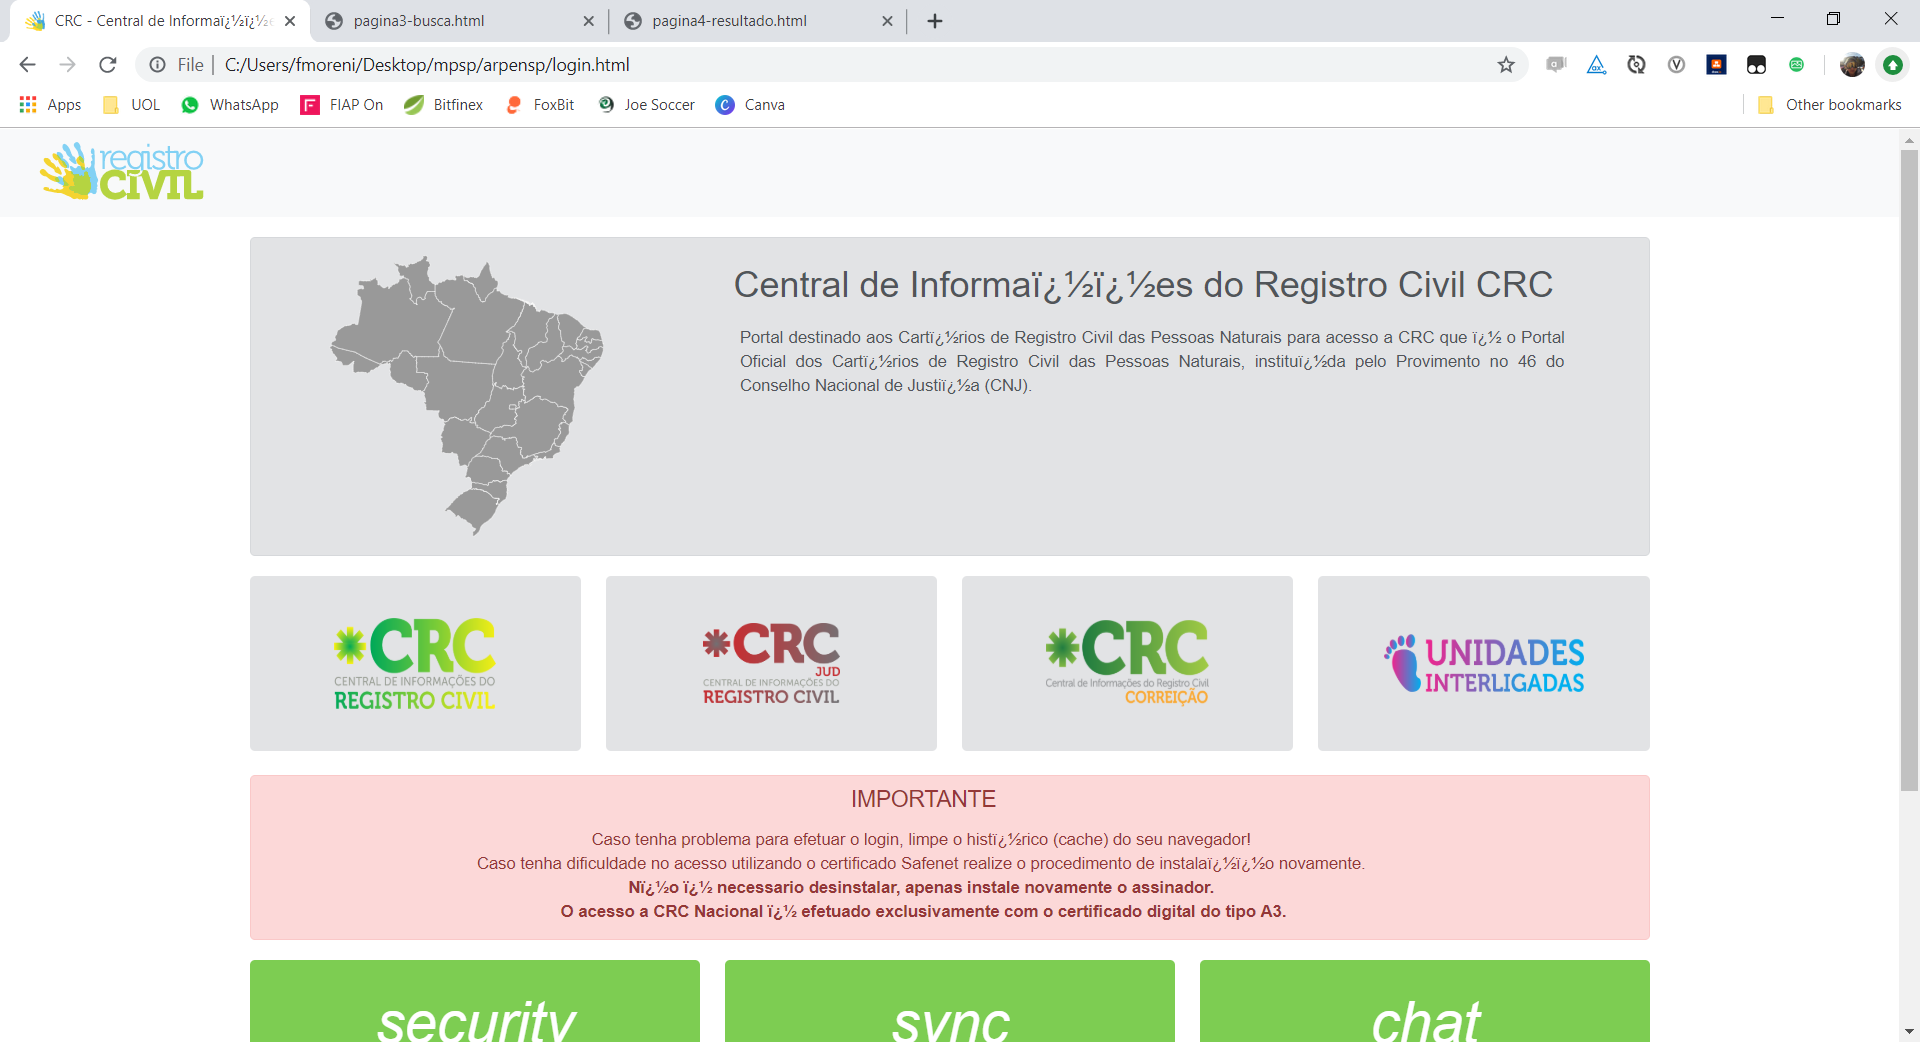 CRC - Central de Informaï¿½ï¿½e
pagina3-busca.html
pagina4-resultado.html
File
C:/Users/fmoreni/Desktop/mpsp/arpensp/login.html
Apps
UOL
WhatsApp
FIAP On
Bitfinex
FoxBit
Joe Soccer
Canva
Other bookmarks
registro
CIVIL
Central de Informaï¿½ï¿½es do Registro Civil CRC
Portal destinado aos Cartï¿½rios de Registro Civil das Pessoas Naturais para acesso a CRC que ï¿½ o Portal
Oficial dos Cartï¿½rios de Registro Civil das Pessoas Naturais, instituï¿½da pelo Provimento no 46 do
Conselho Nacional de Justiï¿½a (CNJ).
CRC
CENTRAL DE INFORMAÇÕES DO
REGISTRO CIVIL
CRC
JUD
CENTRAL DE INFORMAÇÕES DO
REGISTRO CIVIL
CRC
Central de Informações do Registro Civil
CORREIÇÃO
UNIDADES
INTERLIGADAS
IMPORTANTE
Caso tenha problema para efetuar o login, limpe o histï¿½rico (cache) do seu navegador!
Caso tenha dificuldade no acesso utilizando o certificado Safenet realize o procedimento de instalaï¿½ï¿½o novamente.
Nï¿½o ï¿½ necessario desinstalar, apenas instale novamente o assinador.
O acesso a CRC Nacional ï¿½ efetuado exclusivamente com o certificado digital do tipo A3.
security
sync
chat